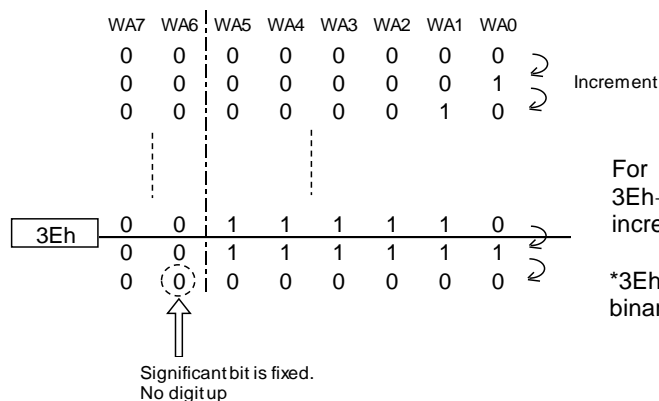 WA7 WA6 WA5 WA4 WA3 WA2 WA1 WA0
0 0 0 0 0 0 0 0
0 0 0 0 0 0 0 1
0 0 0 0 0 0 1 0
Increment
For
3Eh-
incre
3Eh 0 0 1 1 1 1 1 0
0 0 1 1 1 1 1 1
0 0 0 0 0 0 0 0
*3Eh
binar
Significant bit is fixed.
No digit up